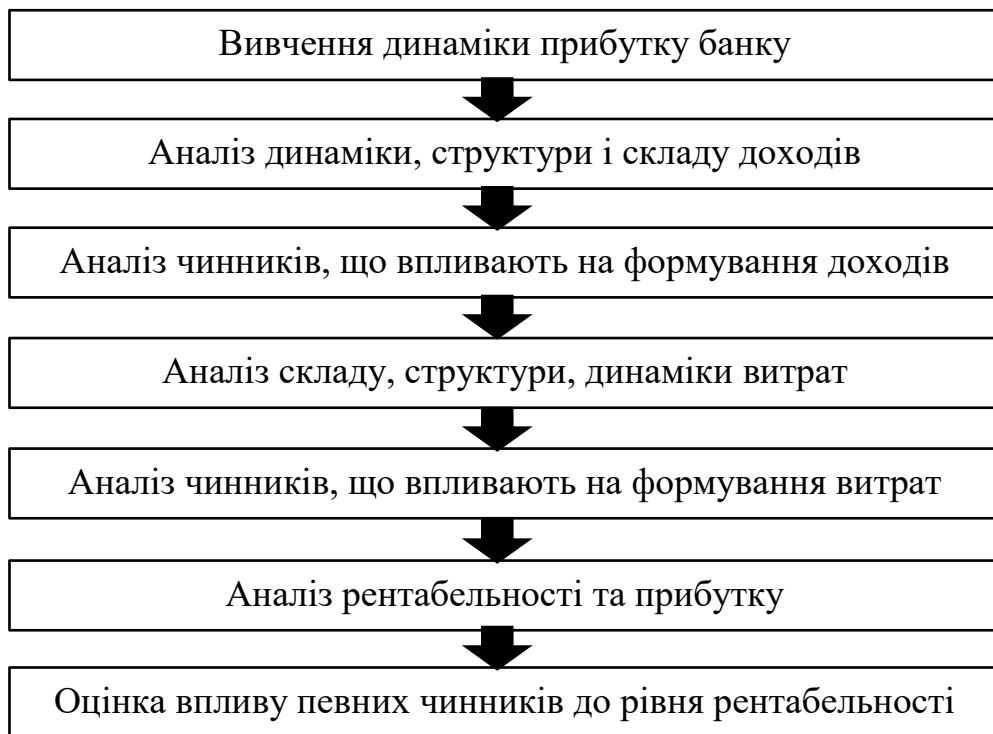 Вивчення динаміки прибутку банку
Аналіз динаміки, структури і складу доходів
Аналіз чинників, що впливають на формування доходів
Аналіз складу, структури, динаміки витрат
Аналіз чинників, що впливають на формування витрат
Аналіз рентабельності та прибутку
Оцінка впливу певних чинників до рівня рентабельності